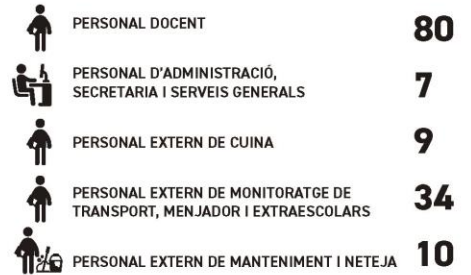 PERSONAL DOCENT 80
PERSONAL D'ADMINISTRACIÓ,
SECRETARIA I SERVEIS GENERALS 7
PERSONAL EXTERN DE CUINA 9
PERSONAL EXTERN DE MONITORATGE DE
TRANSPORT, MENJADOR I EXTRAESCOLARS 34
PERSONAL EXTERN DE MANTENIMENT I NETEJA 10